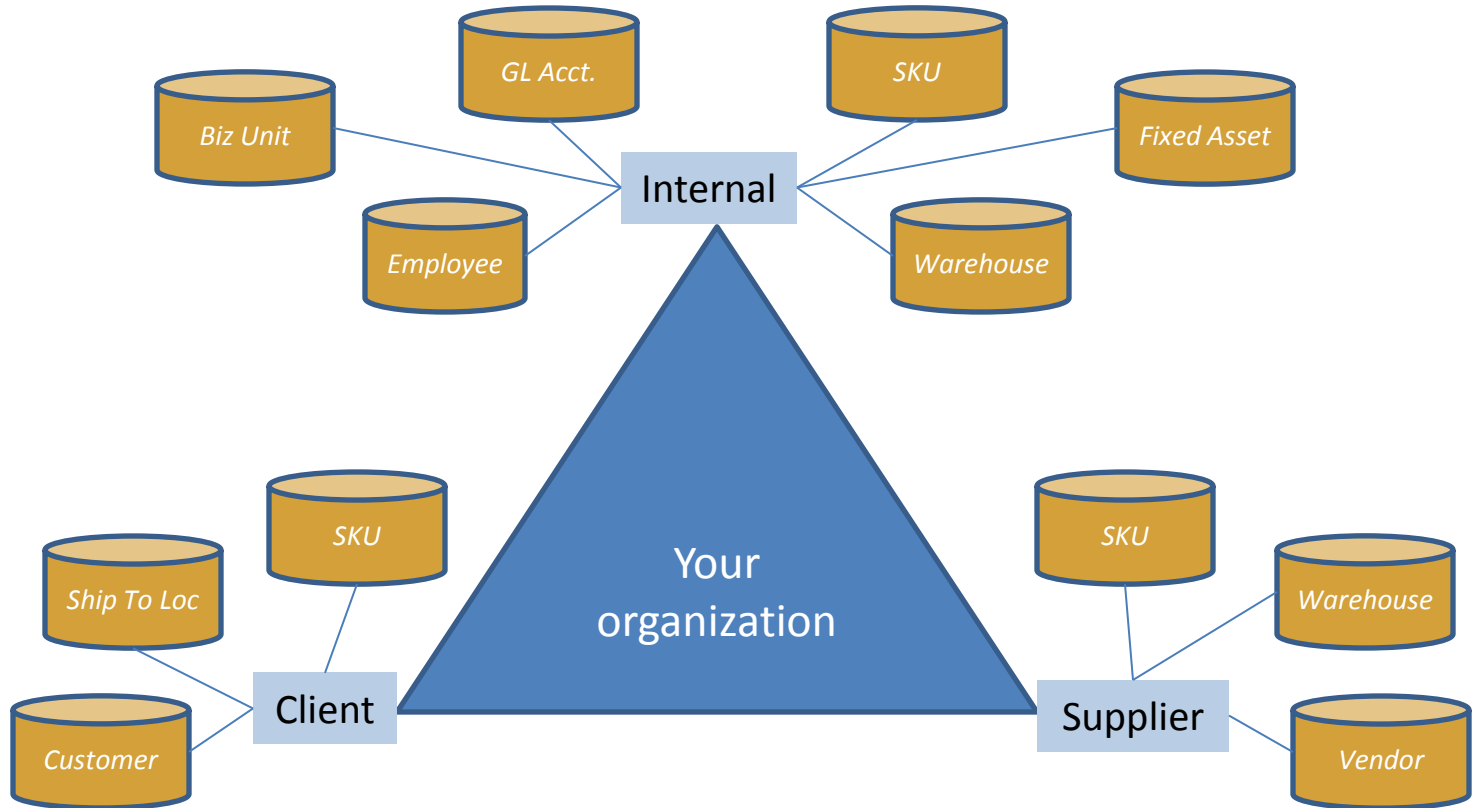 GL Acct.
SKU
Biz Unit
Fixed Asset
Internal
Employee
Warehouse
SKU
SKU
Your
organization
Ship To Loc
Warehouse
Client
Supplier
Customer
Vendor